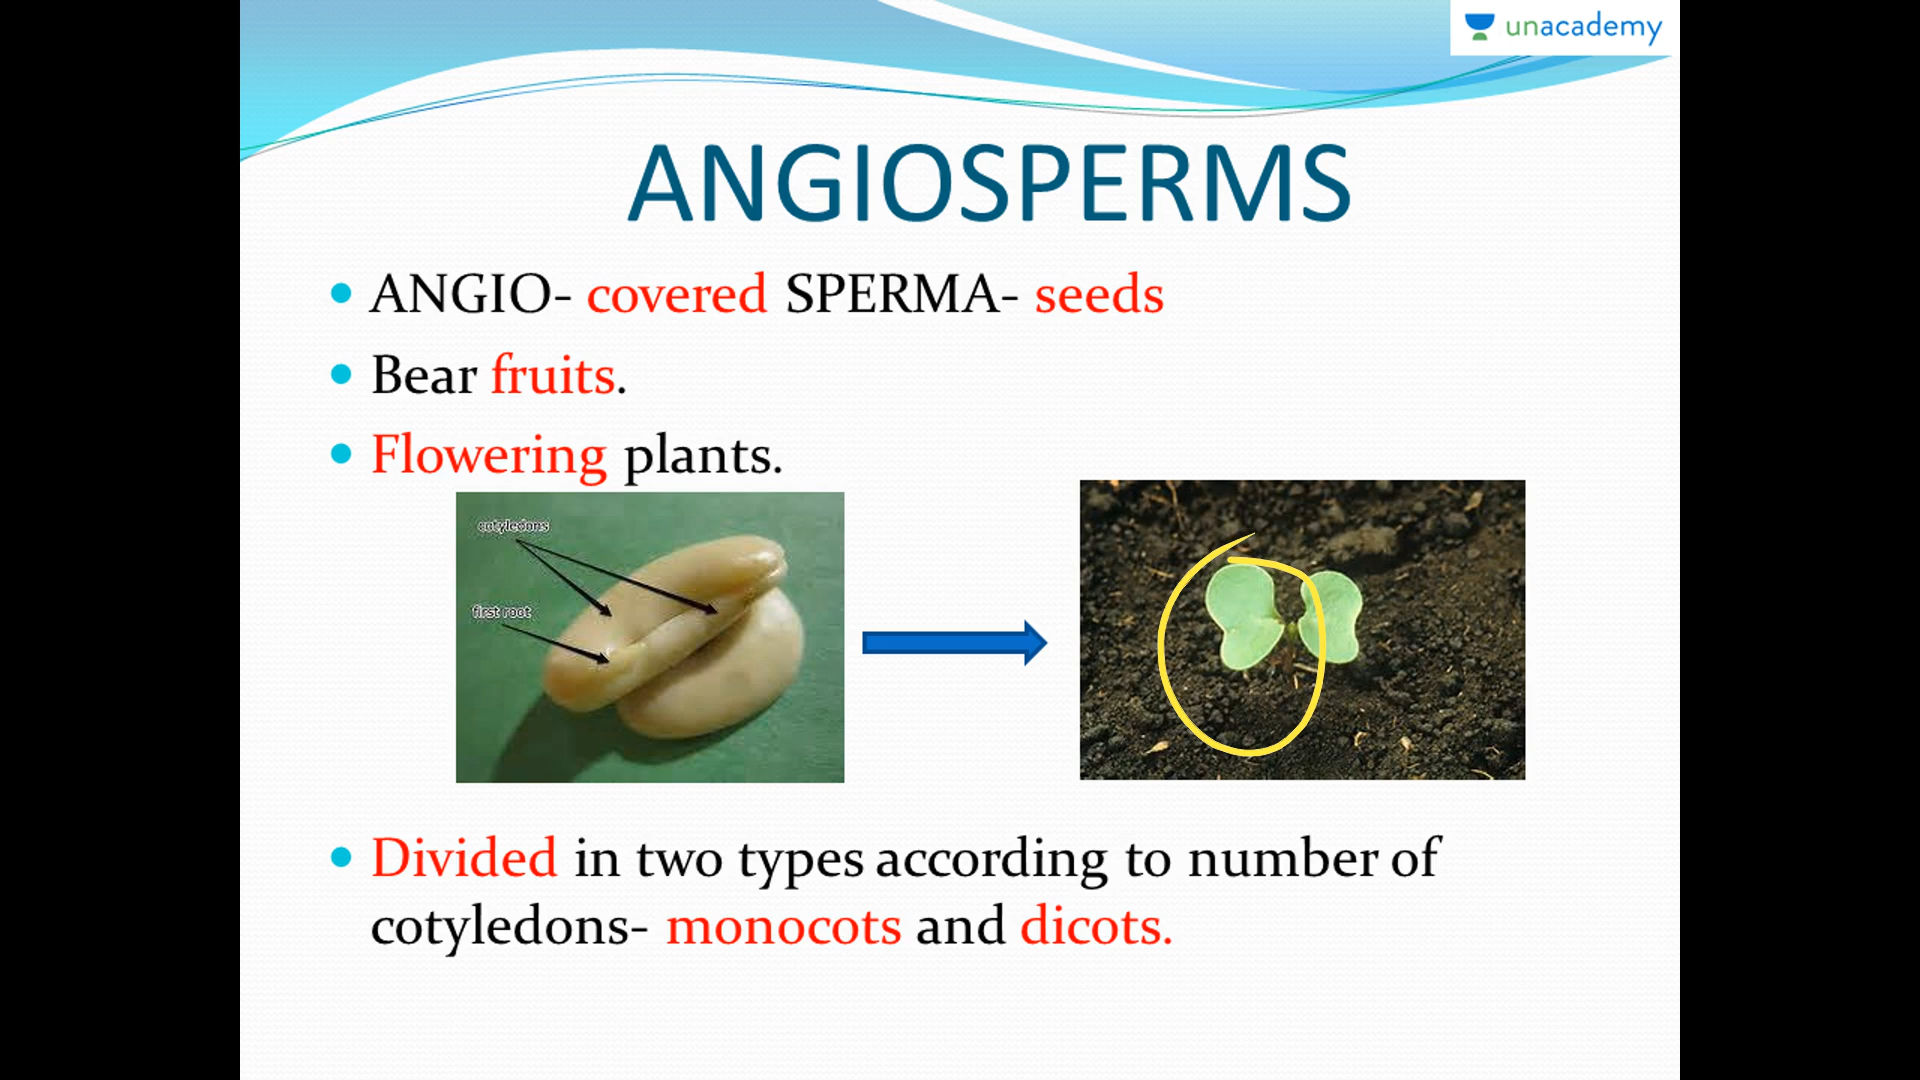 unacademy
ANGIOSPERMS
ANGIO- covered SPERMA- seeds
Bear fruits.
Flowering plants.
cotyledons
first root
Divided in two types according to number of
cotyledons- monocots and dicots.